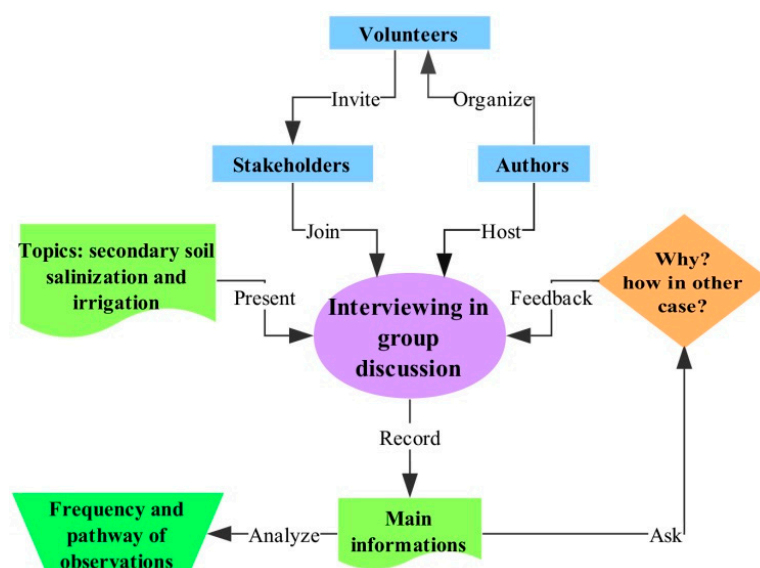 Volunteers
Invite
Organize
Stakeholders
Authors
Join
Host
Topics: secondary soil
salinization and
irrigation
Present
Interviewing in
group
discussion
Feedback
Why?
how in other
case?
Record
Frequency and
pathway of
observations
Analyze
Main
informations
Ask